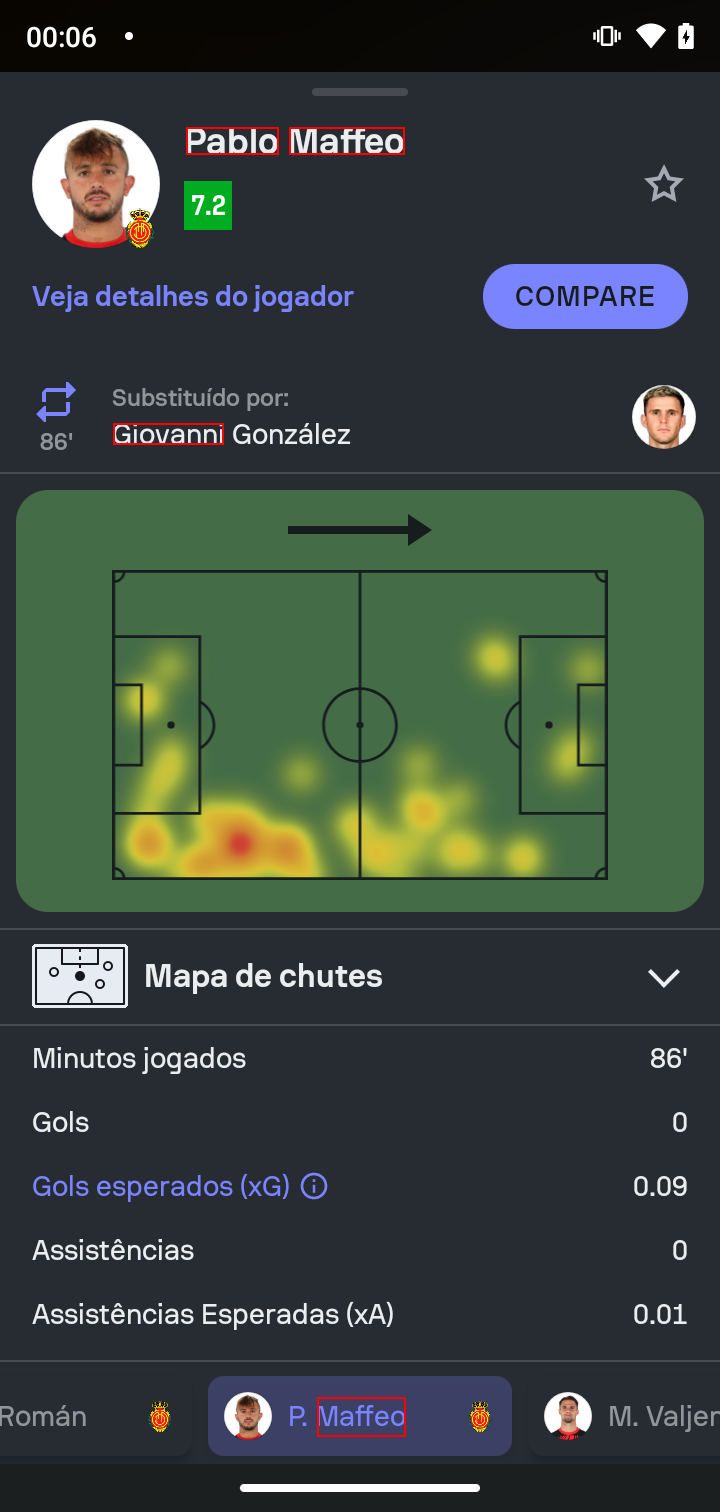 00:06
Pablo Maffeo
7.2
Veja detalhes do jogador
COMPARE
Substituído por:
86'
Giovanni González
Mapa de chutes
Minutos jogados 86'
Gols 0
Gols esperados (xG) 0.09
Assistências 0
Assistências Esperadas (xA) 0.01
Román
P. Maffeo
M. Valjen